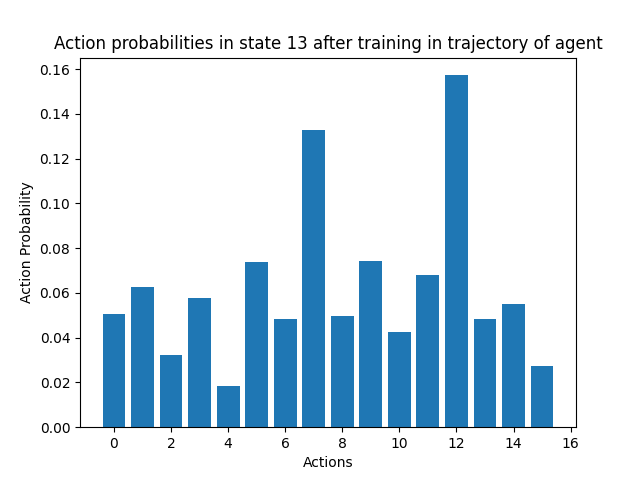 Action probabilities in state 13 after training in trajectory of agent
0.16
0.14
0.12
0.10
0.08
0.06
0.04
0.02
0.00
Action Probability
0 2 4 6 8 10 12 14 16
Actions